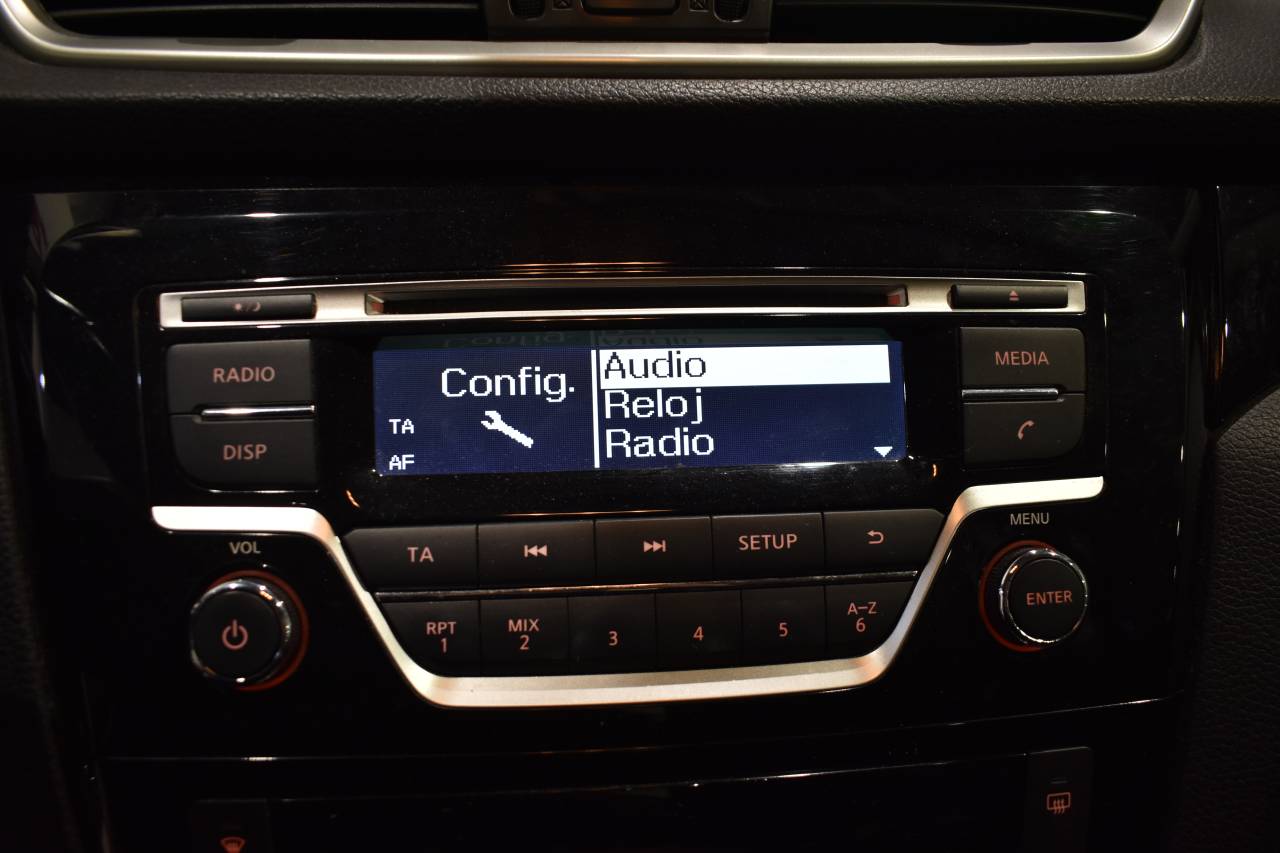 RADIO
DISP
TA
AF
Config.
Audio
Reloj
Radio
MEDIA
VOL
TA
SETUP
MENU
ENTER
RPT
1
MIX
2
3
4
5
A-Z
6